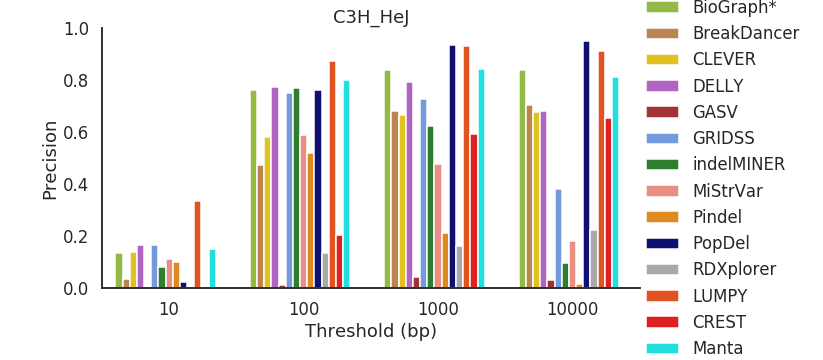 C3H_HeJ
Precision
1.0
0.8
0.6
0.4
0.2
0.0
10
100
1000
10000
Threshold (bp)
BioGraph*
BreakDancer
CLEVER
DELLY
GASV
GRIDSS
indelMINER
MiStrVar
Pindel
PopDel
RDXplorer
LUMPY
CREST
Manta